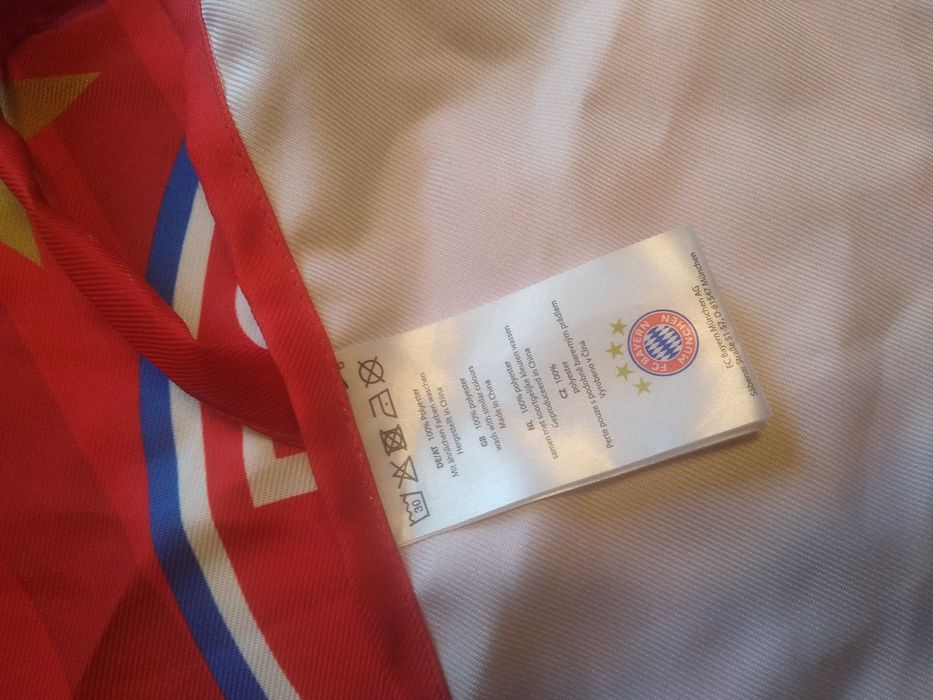 30
DE/AT 100% Polyester
Mit ähnlichen Farben waschen
Hergestellt in China
GB 100% polyester
wash with similar colours
Made in China
NL 100% polyester
samen met soortgelijke kleuren wassen
Geproduceerd in China
CZ 100%
polyester
Perte pouze s podobně barevným prádlem
Vyrobeno v Čína
FC BAYERN
MÜNCHEN
FC Bayern München AG
Säbener Straße 51-57, D-81547 München